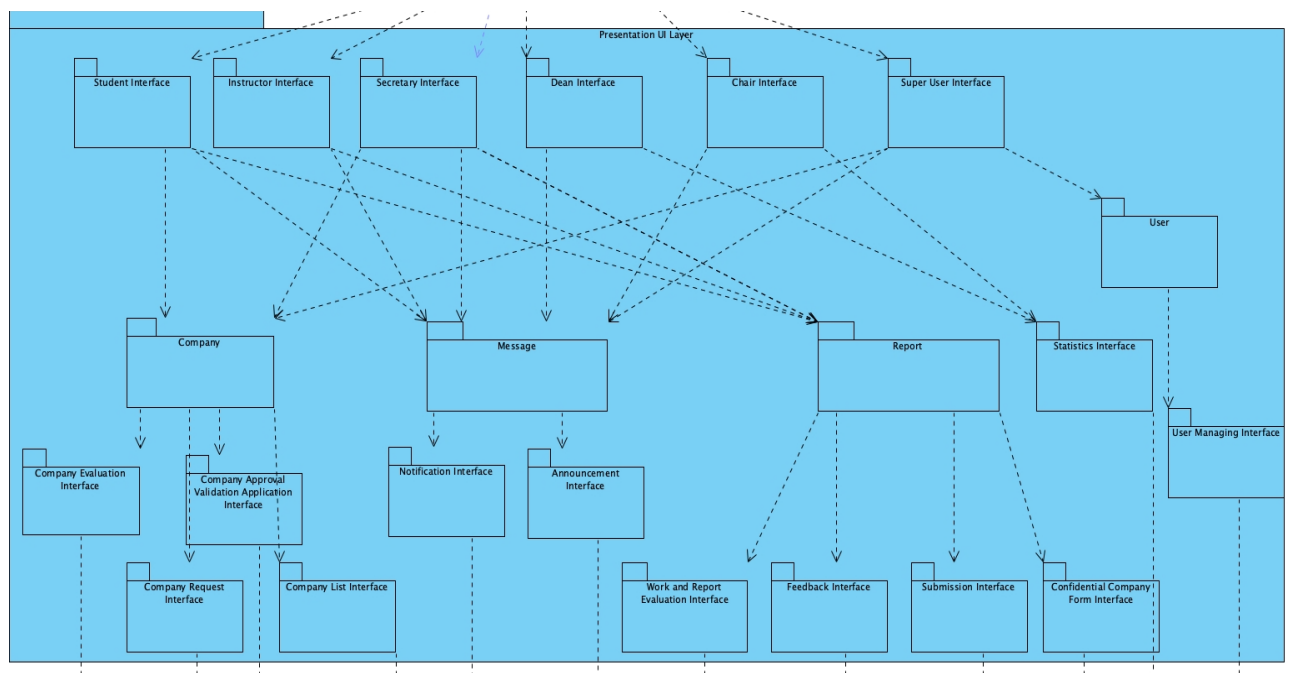 Presentation UI Layer
Student Interface
Instructor Interface
Secretary Interface
Dean Interface
Chair Interface
Super User Interface
User
Company
Message
Report
Statistics Interface
User Managing Interface
Company Evaluation
Interface
Company Approval
Validation Application
Interface
Notification Interface
Announcement
Interface
Company Request
Interface
Company List Interface
Work and Report
Evaluation Interface
Feedback Interface
Submission Interface
Confidential Company
Form Interface